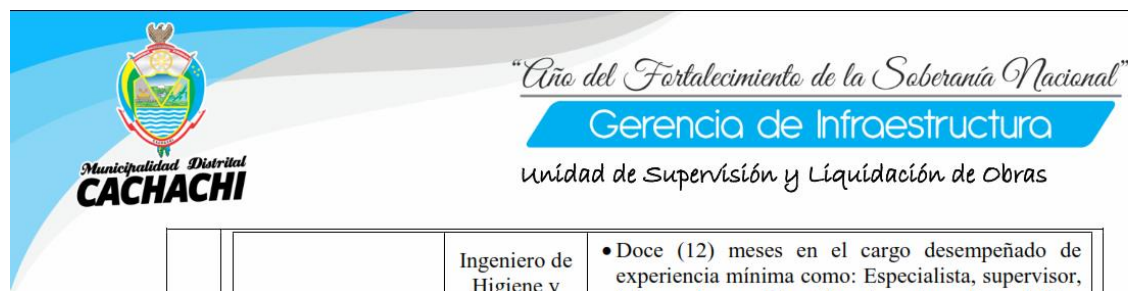 “Año del Fortalecimiento de la Soberanía Nacional”
Gerencia de Infraestructura
Unidad de Supervisión y Liquidación de Obras
Municipalidad Distrital
CACHACHI
Ingeniero de
Higiene y
• Doce (12) meses en el cargo desempeñado de
experiencia mínima como: Especialista, supervisor,